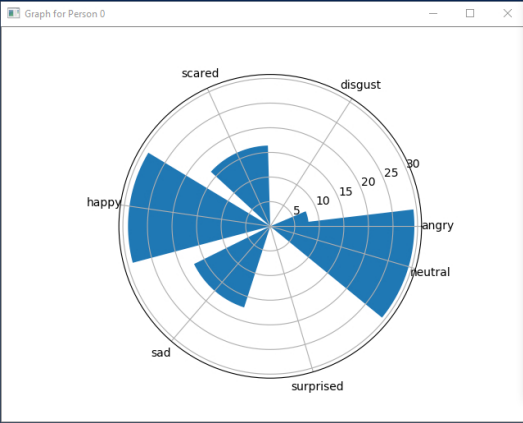 Graph for Person 0
scared
disgust
30
25
20
15
10
5
happy
angry
neutral
sad
surprised